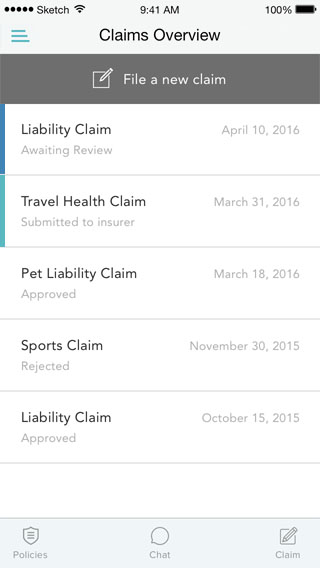 Sketch 9:41 AM 100%
Claims Overview
File a new claim
Liability Claim April 10, 2016
Awaiting Review
Travel Health Claim March 31, 2016
Submitted to insurer
Pet Liability Claim March 18, 2016
Approved
Sports Claim November 30, 2015
Rejected
Liability Claim October 15, 2015
Approved
Policies Chat Claim